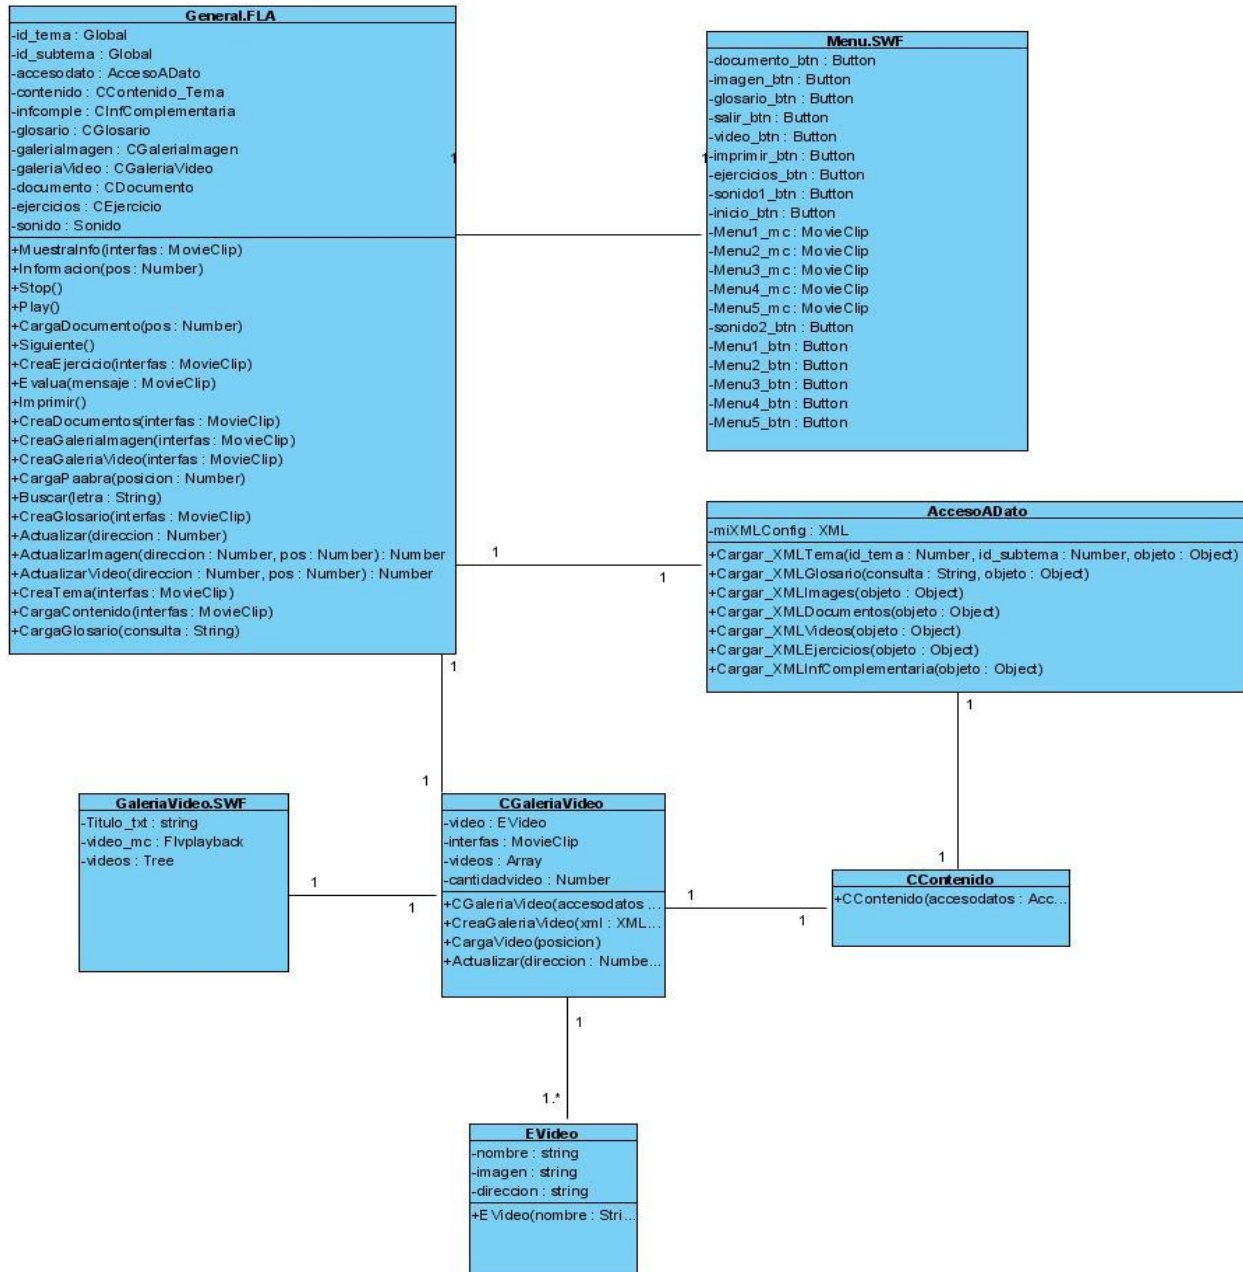 General.FLA
-id_tema : Global
-id_subtema : Global
-accesodato : AccesoADato
-contenido : CContenido_Tema
-infcomple : CInfComplementaria
-glosario : CGlosario
-galeriaImagen : CGaleriaImagen
-galeriaVideo : CGaleriaVideo
-documento : CDocumento
-ejercicios : CEjercicio
-sonido : Sonido
+MuestraInfo(interfas : MovieClip)
+Informacion(pos : Number)
+Stop()
+Play()
+CargaDocumento(pos : Number)
+Siguiente()
+CreaEjercicio(interfas : MovieClip)
+Evalua(mensaje : MovieClip)
+Imprimir()
+CreaDocumentos(interfas : MovieClip)
+CreaGaleriaImagen(interfas : MovieClip)
+CreaGaleriaVideo(interfas : MovieClip)
+CargaPaabra(posicion : Number)
+Buscar(letra : String)
+CreaGlosario(interfas : MovieClip)
+Actualizar(direccion : Number)
+ActualizarImagen(direccion : Number, pos : Number) : Number
+ActualizarVideo(direccion : Number, pos : Number) : Number
+CreaTema(interfas : MovieClip)
+CargaContenido(interfas : MovieClip)
+CargaGlosario(consulta : String)
1
1
Menu.SWF
-documento_btn : Button
-imagen_btn : Button
-glosario_btn : Button
-salir_btn : Button
-video_btn : Button
-imprimir_btn : Button
-ejercicios_btn : Button
-sonido1_btn : Button
-inicio_btn : Button
-Menu1_mc : MovieClip
-Menu2_mc : MovieClip
-Menu3_mc : MovieClip
-Menu4_mc : MovieClip
-Menu5_mc : MovieClip
-sonido2_btn : Button
-Menu1_btn : Button
-Menu2_btn : Button
-Menu3_btn : Button
-Menu4_btn : Button
-Menu5_btn : Button
1
1
AccesoADato
-miXMLConfig : XML
+Cargar_XMLTema(id_tema : Number, id_subtema : Number, objeto : Object)
+Cargar_XMLGlosario(consulta : String, objeto : Object)
+Cargar_XMLImages(objeto : Object)
+Cargar_XMLDocumentos(objeto : Object)
+Cargar_XMLVideos(objeto : Object)
+Cargar_XMLEjercicios(objeto : Object)
+Cargar_XMLInfComplementaria(objeto : Object)
1
1
1
1
GaleriaVideo.SWF
-Titulo_txt : string
-video_mc : Flvplayback
-videos : Tree
1
1
CGaleriaVideo
-video : EVideo
-interfas : MovieClip
-videos : Array
-cantidadvideo : Number
+CGaleriaVideo(accesodatos ...
+CreaGaleriaVideo(xml : XML...
+CargaVideo(posicion)
+Actualizar(direccion : Numbe...
1
1
CContenido
+CContenido(accesodatos : Acc...
1
1.*
EVideo
-nombre : string
-imagen : string
-direccion : string
+EVideo(nombre : Stri...